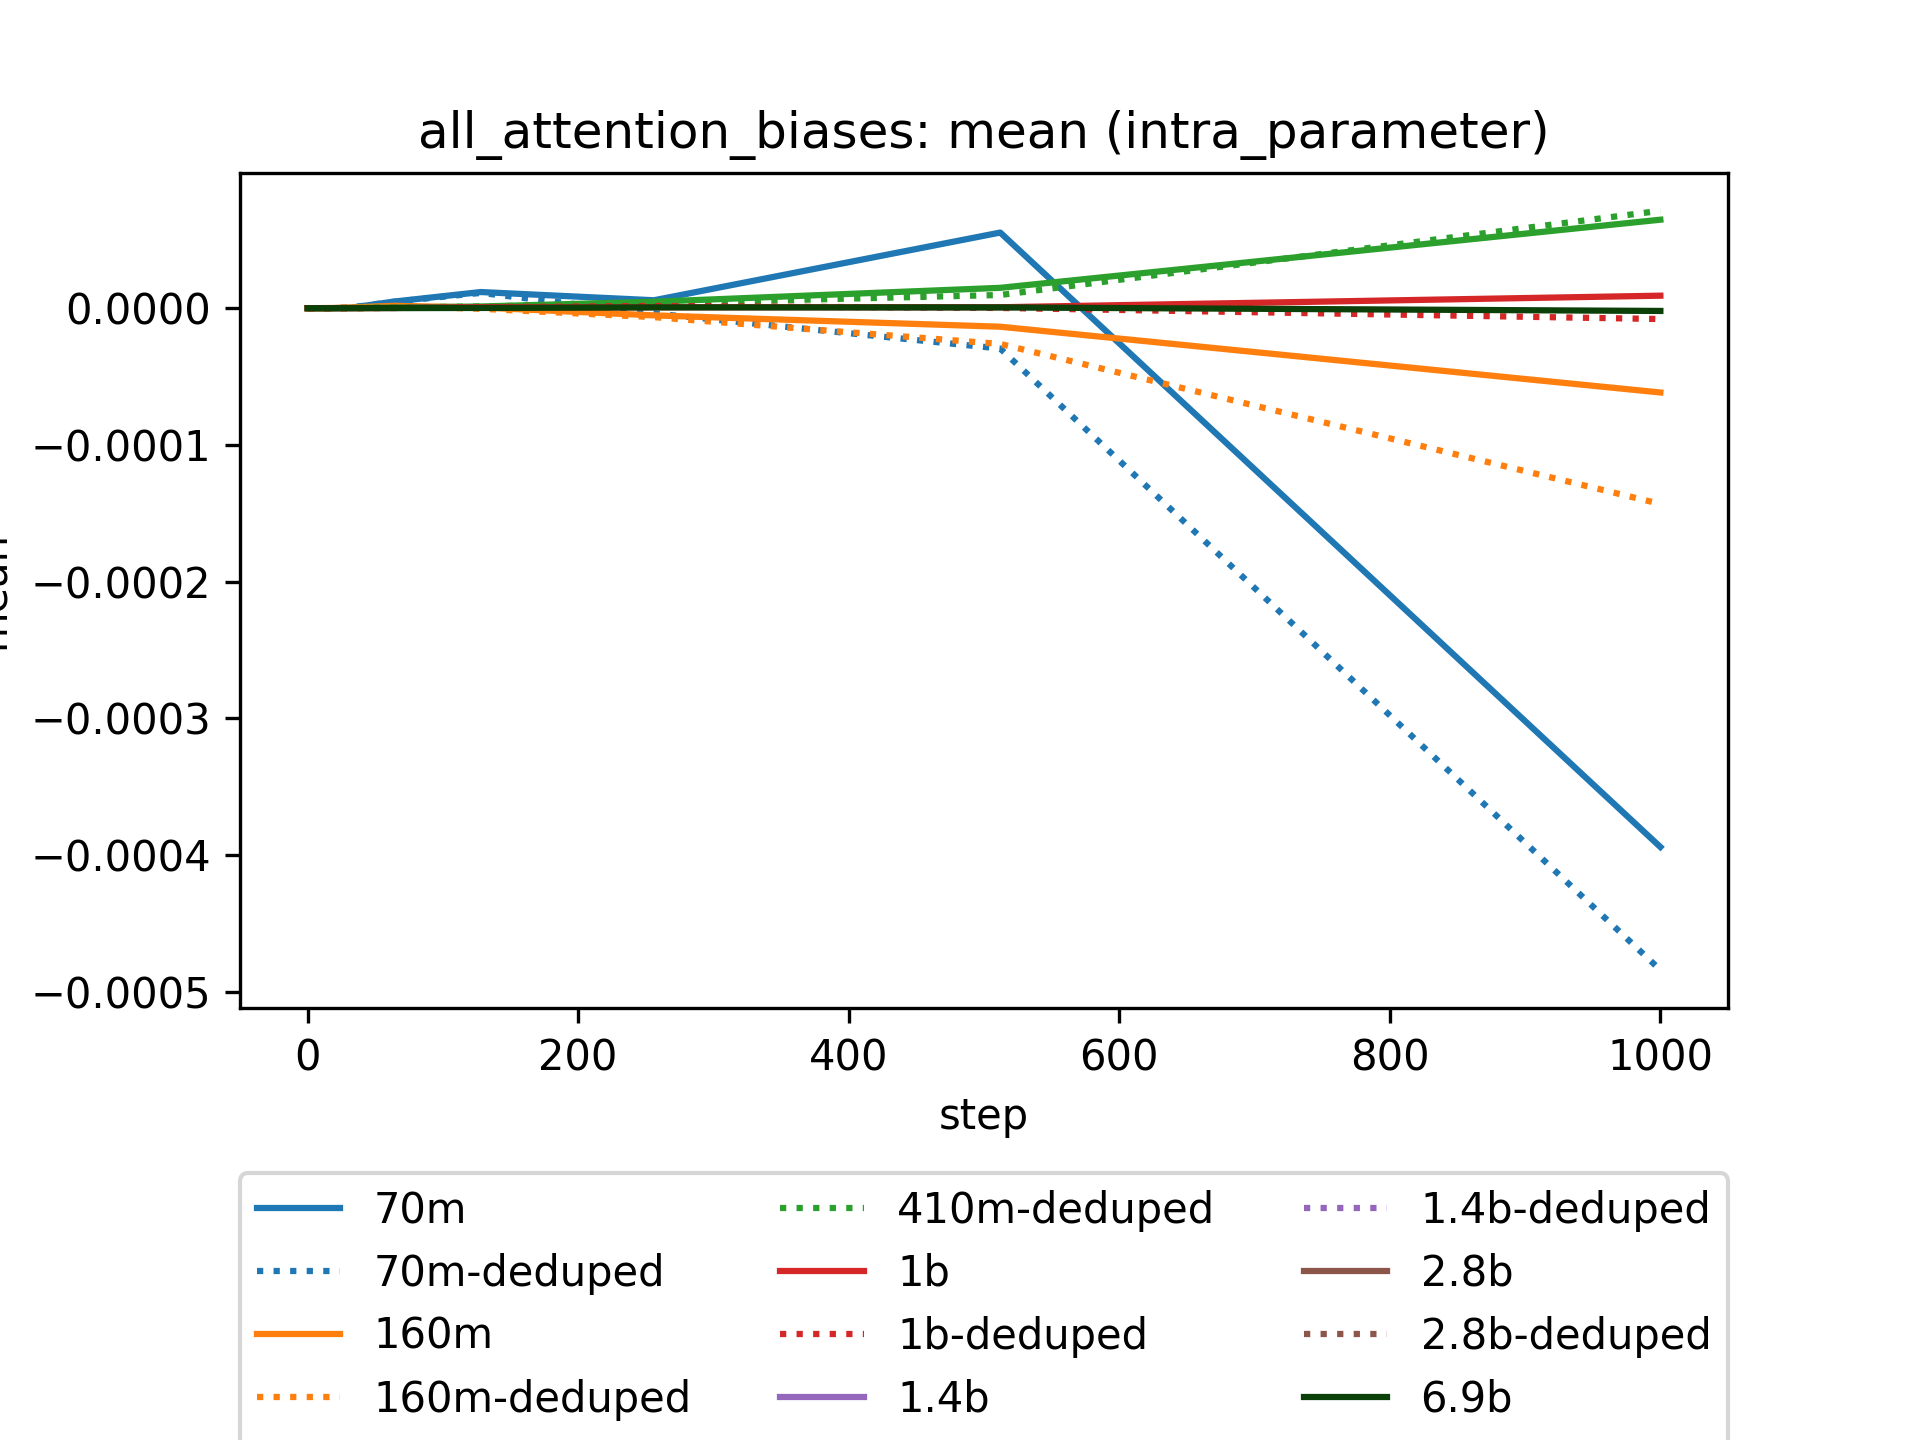 all_attention_biases: mean (intra_parameter)
0.0000
−0.0001
−0.0002
−0.0003
−0.0004
−0.0005
0 200 400 600 800 1000
step
70m 410m-deduped 1.4b-deduped
70m-deduped 1b 2.8b
160m 1b-deduped 2.8b-deduped
160m-deduped 1.4b 6.9b